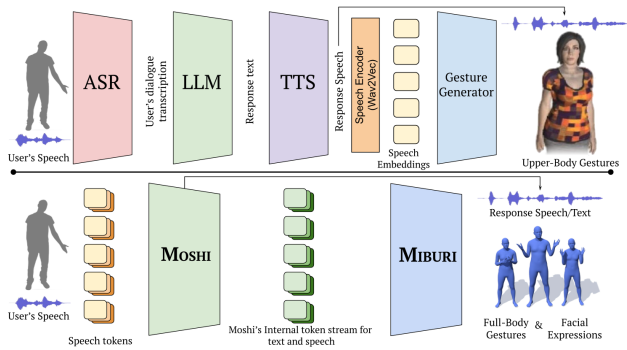 ASR
User's dialogue
transcription
LLM
Response text
TTS
Response Speech
Speech Encoder
(Wav2Vec)
Speech
Embeddings
Gesture
Generator
User's Speech
Upper-Body Gestures
MOSHI
MIBURI
Response Speech/Text
User's Speech
Speech tokens
Moshi's Internal token stream for
text and speech
Full-Body
Gestures
&
Facial
Expressions